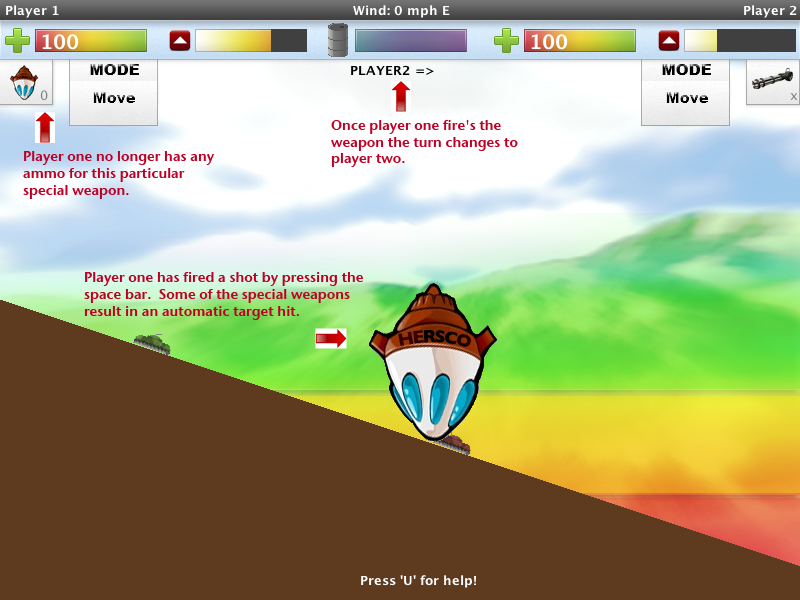 Player 1
Wind: 0 mph E
Player 2
100
100
0
MODE
Move
PLAYER2 =>
MODE
Move
x
Once player one fire's the
weapon the turn changes to
player two.
Player one no longer has any
ammo for this particular
special weapon.
Player one has fired a shot by pressing the
space bar.  Some of the special weapons
result in an automatic target hit.
HERSCO
Press 'U' for help!